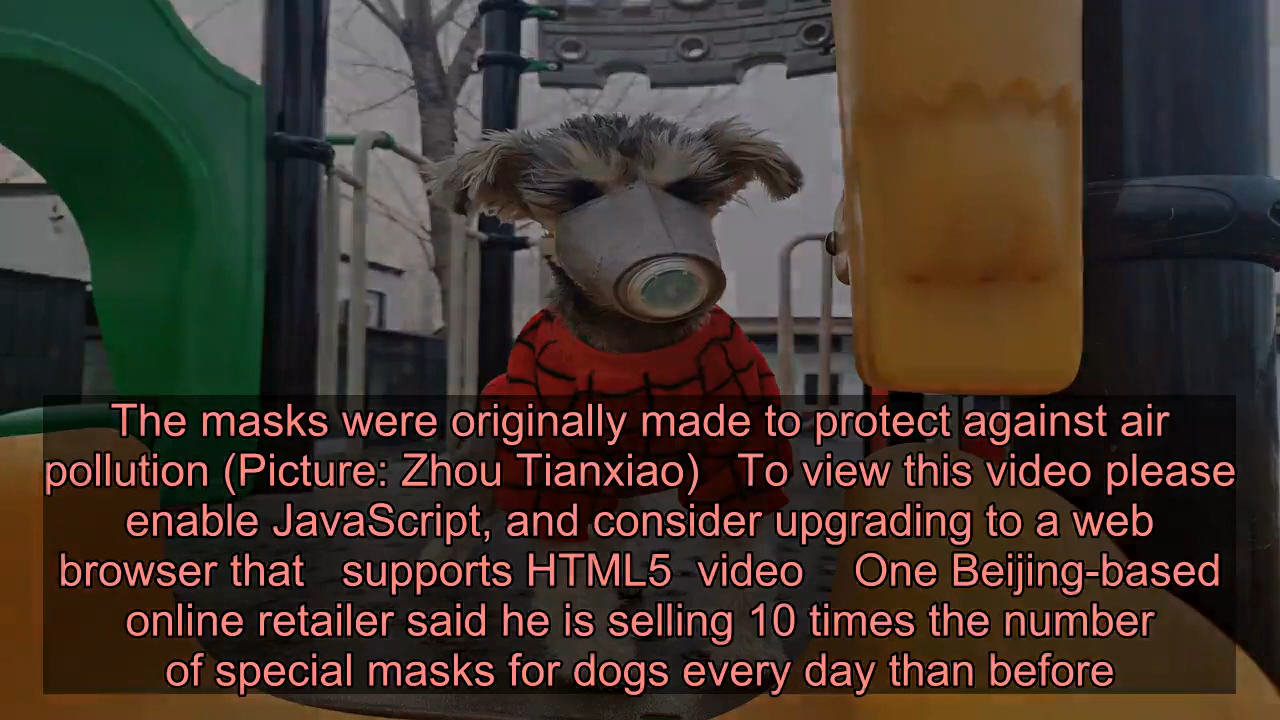 The masks were originally made to protect against air
pollution (Picture: Zhou Tianxiao)   To view this video please
enable JavaScript, and consider upgrading to a web
browser that   supports HTML5  video    One Beijing-based
online retailer said he is selling 10 times the number
of special masks for dogs every day than before